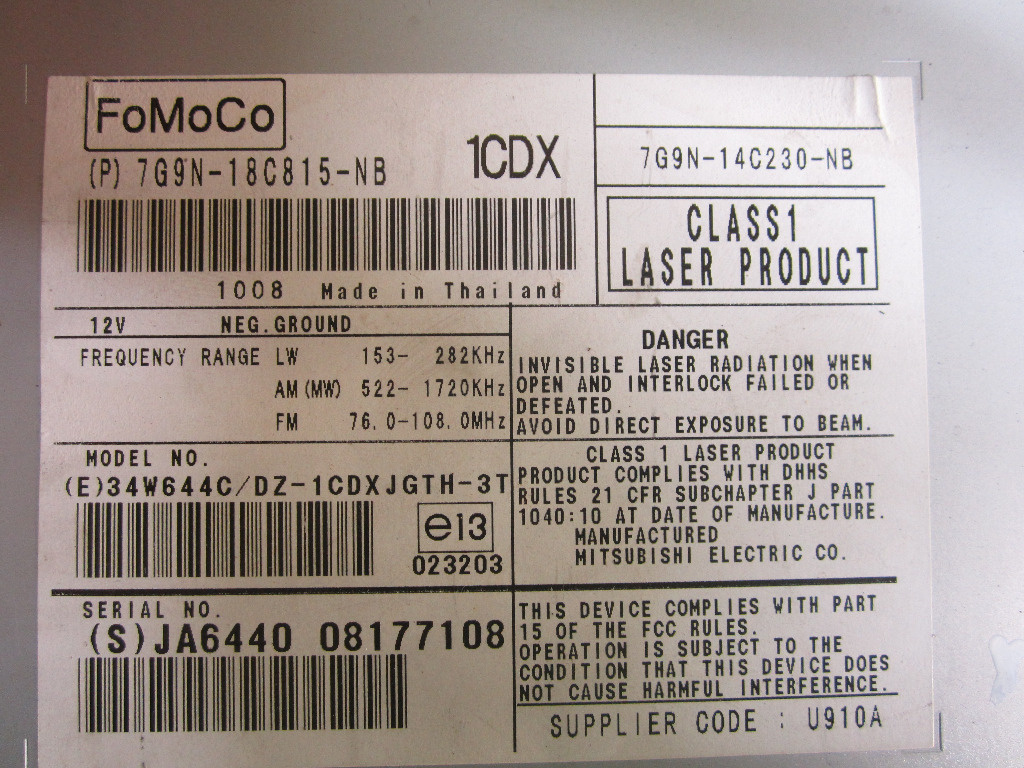 FoMoCo
(P) 7G9N-18C815-NB
1CDX
1008 Made in Thailand
7G9N-14C230-NB
CLASS1
LASER PRODUCT
12V NEG.GROUND
FREQUENCY RANGE LW 153- 282KHz
AM(MW) 522- 1720KHz
FM 76.0-108.0MHz
DANGER
INVISIBLE LASER RADIATION WHEN
OPEN AND INTERLOCK FAILED OR
DEFEATED.
AVOID DIRECT EXPOSURE TO BEAM.
MODEL NO.
(E)34W644C/DZ-1CDXJGTH-3T
e13
023203
CLASS 1 LASER PRODUCT
PRODUCT COMPLIES WITH DHHS
RULES 21 CFR SUBCHAPTER J PART
1040:10 AT DATE OF MANUFACTURE.
MANUFACTURED
MITSUBISHI ELECTRIC CO.
SERIAL NO.
(S)JA6440 08177108
THIS DEVICE COMPLIES WITH PART
15 OF THE FCC RULES.
OPERATION IS SUBJECT TO THE
CONDITION THAT THIS DEVICE DOES
NOT CAUSE HARMFUL INTERFERENCE.
SUPPLIER CODE : U910A